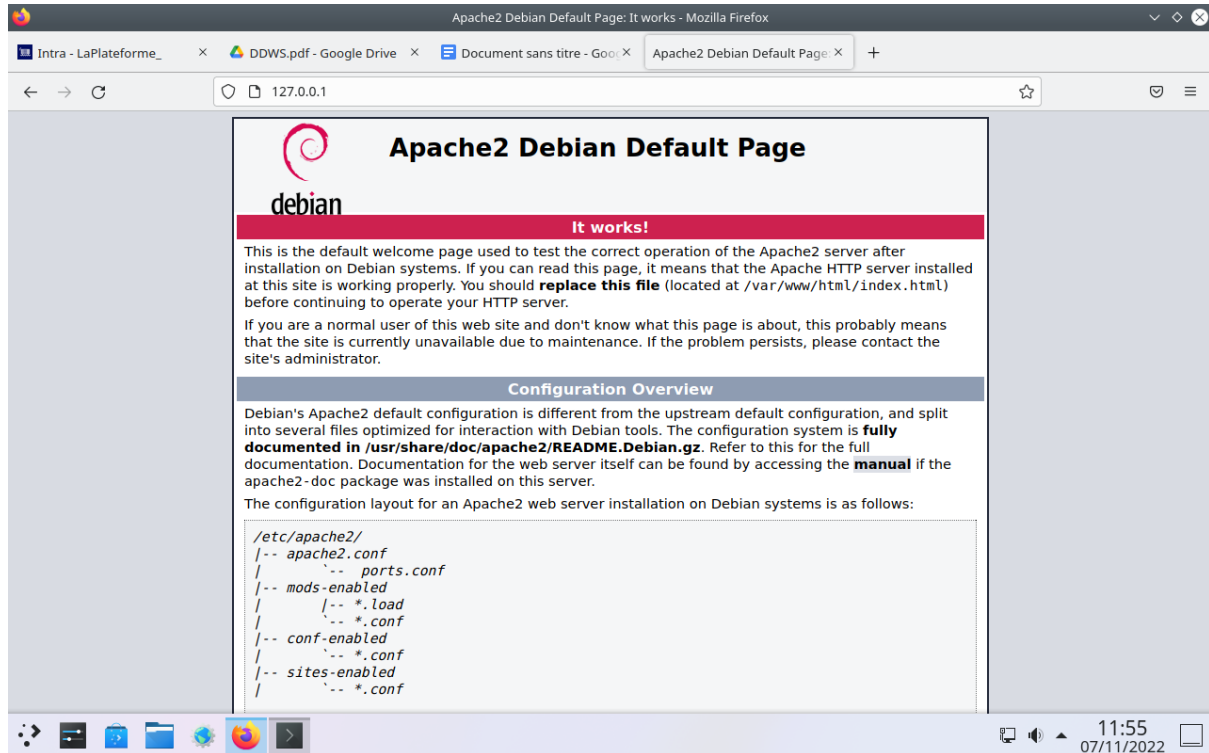 Apache2 Debian Default Page: It works - Mozilla Firefox
Intra - LaPlateforme_
DDWS.pdf - Google Drive
Document sans titre - Goog
Apache2 Debian Default Page:
127.0.0.1
debian
Apache2 Debian Default Page
It works!
This is the default welcome page used to test the correct operation of the Apache2 server after
installation on Debian systems. If you can read this page, it means that the Apache HTTP server installed
at this site is working properly. You should replace this file (located at /var/www/html/index.html)
before continuing to operate your HTTP server.
If you are a normal user of this web site and don't know what this page is about, this probably means
that the site is currently unavailable due to maintenance. If the problem persists, please contact the
site's administrator.
Configuration Overview
Debian's Apache2 default configuration is different from the upstream default configuration, and split
into several files optimized for interaction with Debian tools. The configuration system is fully
documented in /usr/share/doc/apache2/README.Debian.gz. Refer to this for the full
documentation. Documentation for the web server itself can be found by accessing the manual if the
apache2-doc package was installed on this server.
The configuration layout for an Apache2 web server installation on Debian systems is as follows:
/etc/apache2/
|-- apache2.conf
|       `--  ports.conf
|-- mods-enabled
|       |-- *.load
|       `-- *.conf
|-- conf-enabled
|       `-- *.conf
|-- sites-enabled
|       `-- *.conf
11:55
07/11/2022